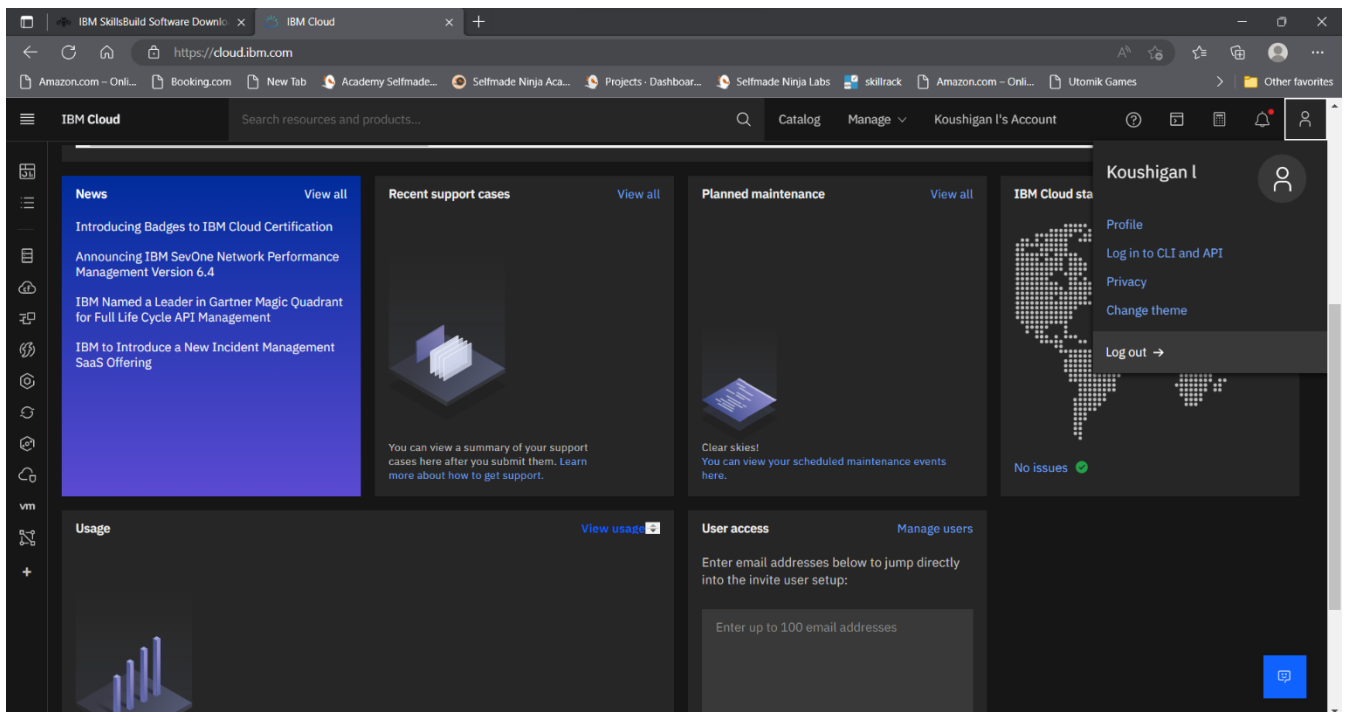 IBM SkillsBuild Software Downlo
IBM Cloud
https://cloud.ibm.com
Amazon.com – Onli...
Booking.com
New Tab
Academy Selfmade...
Selfmade Ninja Aca...
Projects · Dashboar...
Selfmade Ninja Labs
skillrack
Amazon.com – Onli...
Utomik Games
Other favorites
IBM Cloud
Search resources and products...
Catalog
Manage
Koushigan l's Account
Koushigan l
Profile
Log in to CLI and API
Privacy
Change theme
Log out →
News
View all
Introducing Badges to IBM Cloud Certification
Announcing IBM SevOne Network Performance
Management Version 6.4
IBM Named a Leader in Gartner Magic Quadrant
for Full Life Cycle API Management
IBM to Introduce a New Incident Management
SaaS Offering
Recent support cases
View all
You can view a summary of your support
cases here after you submit them. Learn
more about how to get support.
Planned maintenance
View all
Clear skies!
You can view your scheduled maintenance events
here.
IBM Cloud sta
No issues
vm
Usage
View usage
User access
Manage users
Enter email addresses below to jump directly
into the invite user setup:
Enter up to 100 email addresses